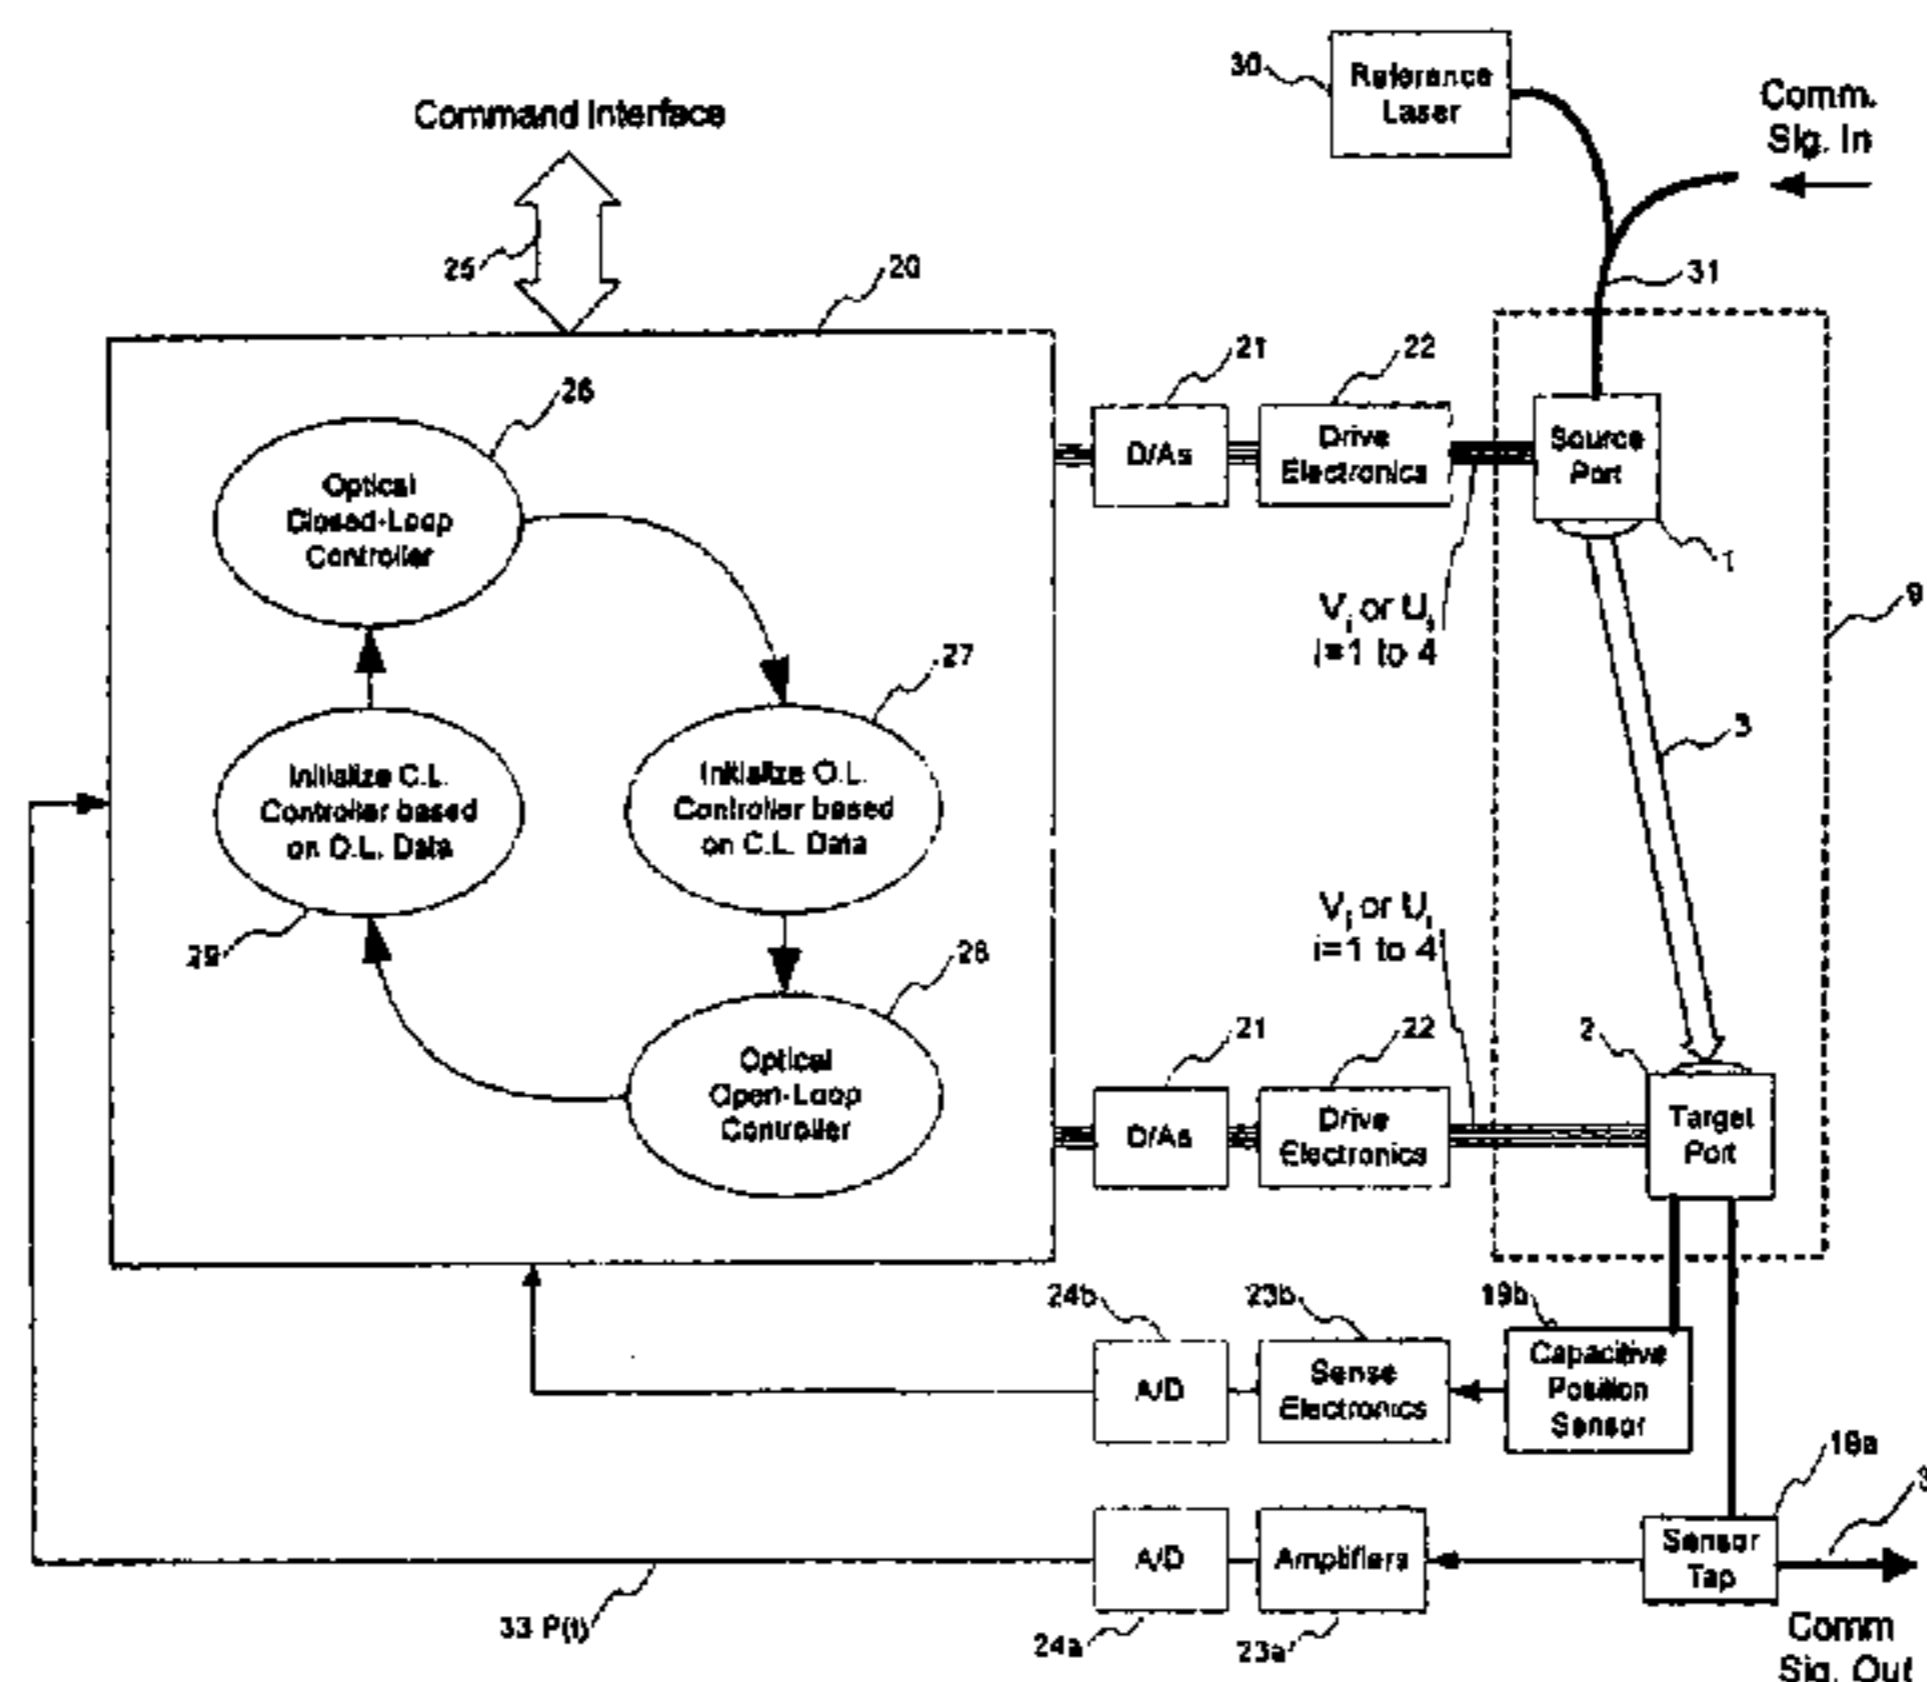 30
Reference
Laser
Comm.
Sig. In
Command Interface
25
20
31
21
22
26
D/As
Drive
Electronics
Source
Port
Optical
Closed-Loop
Controller
1
9
Vi or Ui
i=1 to 4
27
3
Initialize C.L.
Controller based
on O.L. Data
Initialize O.L.
Controller based
on C.L. Data
Vi or Ui
i=1 to 4
29
28
21
22
2
Optical
Open-Loop
Controller
D/As
Drive
Electronics
Target
Port
24b
23b
19b
A/D
Sense
Electronics
Capacitive
Position
Sensor
19a
A/D
Amplifiers
Sensor
Tap
33 P(t)
24a
23a
Comm
Sig. Out